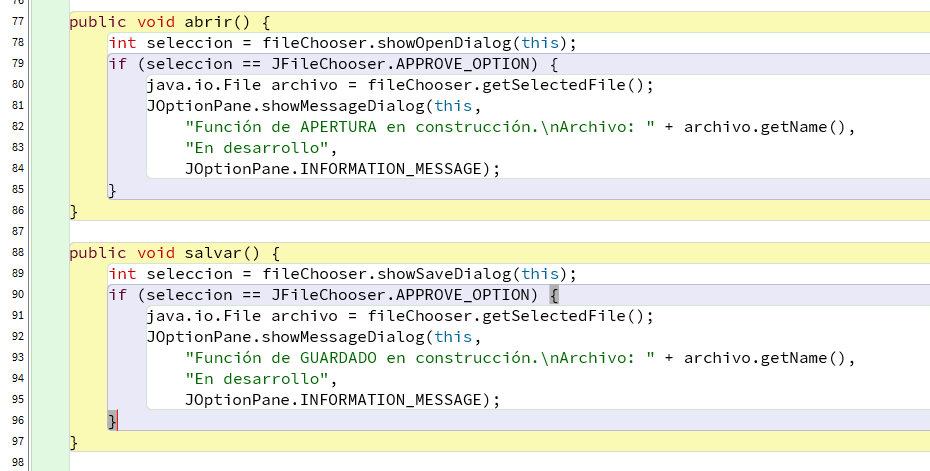 77 public void abrir() {
78 int seleccion = fileChooser.showOpenDialog(this);
79 if (seleccion == JFileChooser.APPROVE_OPTION) {
80 java.io.File archivo = fileChooser.getSelectedFile();
81 JOptionPane.showMessageDialog(this,
82 "Función de APERTURA en construcción.\nArchivo: " + archivo.getName(),
83 "En desarrollo",
84 JOptionPane.INFORMATION_MESSAGE);
85 }
86 }
87
88 public void salvar() {
89 int seleccion = fileChooser.showSaveDialog(this);
90 if (seleccion == JFileChooser.APPROVE_OPTION) {
91 java.io.File archivo = fileChooser.getSelectedFile();
92 JOptionPane.showMessageDialog(this,
93 "Función de GUARDADO en construcción.\nArchivo: " + archivo.getName(),
94 "En desarrollo",
95 JOptionPane.INFORMATION_MESSAGE);
96 }
97 }
98